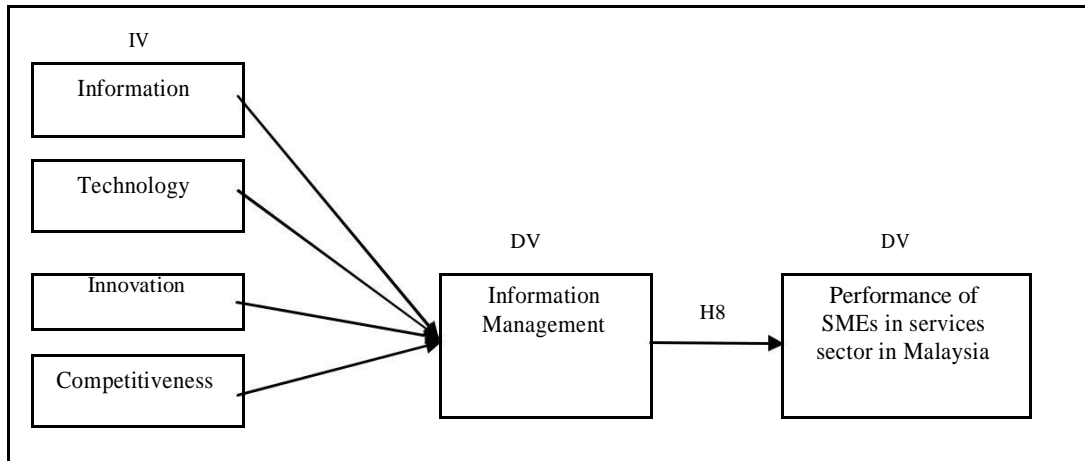 IV
Information
Technology
Innovation
Competitiveness
DV
Information
Management
H8
DV
Performance of
SMEs in services
sector in Malaysia